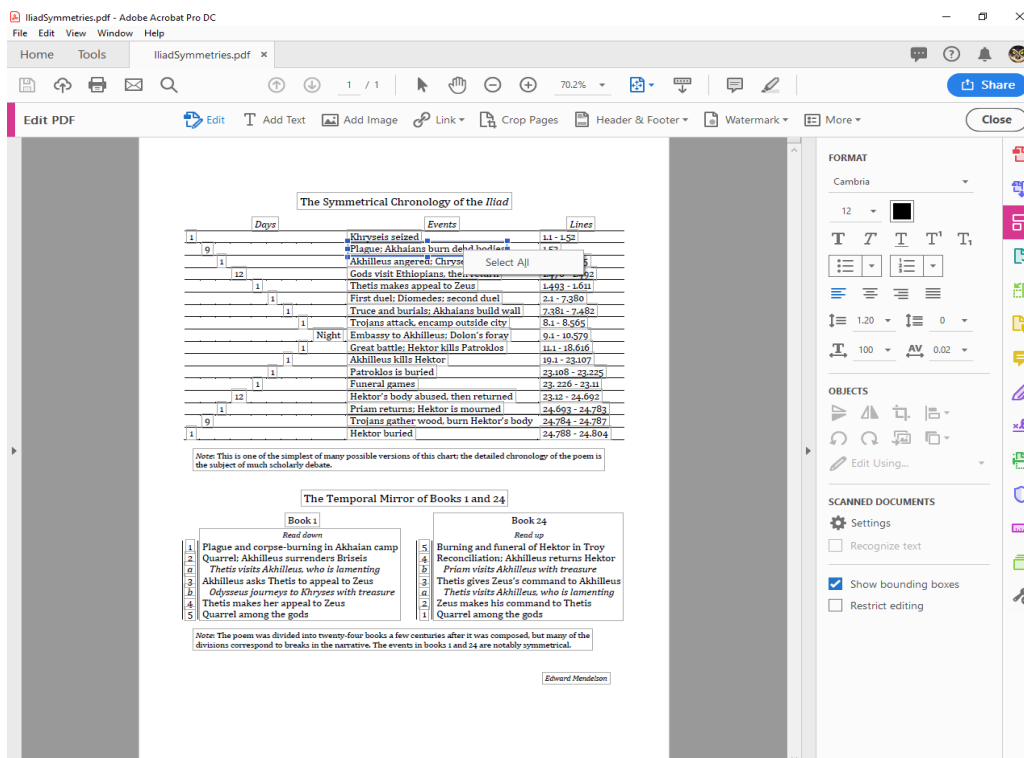 IliadSymmetries.pdf - Adobe Acrobat Pro DC
File Edit View Window Help
Home Tools IliadSymmetries.pdf ×
1 / 1 70.2% Share
Edit PDF Edit Add Text Add Image Link Crop Pages Header & Footer Watermark More Close
The Symmetrical Chronology of the Iliad
Days Events Lines
1 Khryseis seized 1.1 - 1.52
9 Plague; Akhaians burn dead bodies 1.53
1 Akhilleus angered; Chryse
Select All
12 Gods visit Ethiopians, then return
1 Thetis makes appeal to Zeus 1.493 - 1.611
1 First duel; Diomedes; second duel 2.1 - 7.380
1 Truce and burials; Akhaians build wall 7.381 - 7.482
1 Trojans attack, encamp outside city 8.1 - 8.565
Night Embassy to Akhilleus; Dolon's foray 9.1 - 10.579
1 Great battle; Hektor kills Patroklos 11.1 - 18.616
1 Akhilleus kills Hektor 19.1 - 23.107
1 Patroklos is buried 23.108 - 23.225
1 Funeral games 23. 226 - 23.11
12 Hektor's body abused, then returned 23.12 - 24.692
1 Priam returns; Hektor is mourned 24.693 - 24.783
9 Trojans gather wood, burn Hektor's body 24.784 - 24.787
1 Hektor buried 24.788 - 24.804
Note: This is one of the simplest of many possible versions of this chart; the detailed chronology of the poem is
the subject of much scholarly debate.
The Temporal Mirror of Books 1 and 24
Book 1
Read down
1 Plague and corpse-burning in Akhaian camp
2 Quarrel; Akhilleus surrenders Briseis
a Thetis visits Akhilleus, who is lamenting
3 Akhilleus asks Thetis to appeal to Zeus
b Odysseus journeys to Khryses with treasure
4 Thetis makes her appeal to Zeus
5 Quarrel among the gods
Book 24
Read up
5 Burning and funeral of Hektor in Troy
4 Reconciliation; Akhilleus returns Hektor
b Priam visits Akhilleus with treasure
3 Thetis gives Zeus's command to Akhilleus
a Thetis visits Akhilleus, who is lamenting
2 Zeus makes his command to Thetis
1 Quarrel among the gods
Note: The poem was divided into twenty-four books a few centuries after it was composed, but many of the
divisions correspond to breaks in the narrative. The events in books 1 and 24 are notably symmetrical.
Edward Mendelson
FORMAT
Cambria
12
T T T T¹ T₁
1.20 0
100 AV 0.02
OBJECTS
Edit Using...
SCANNED DOCUMENTS
Settings
Recognize text
Show bounding boxes
Restrict editing